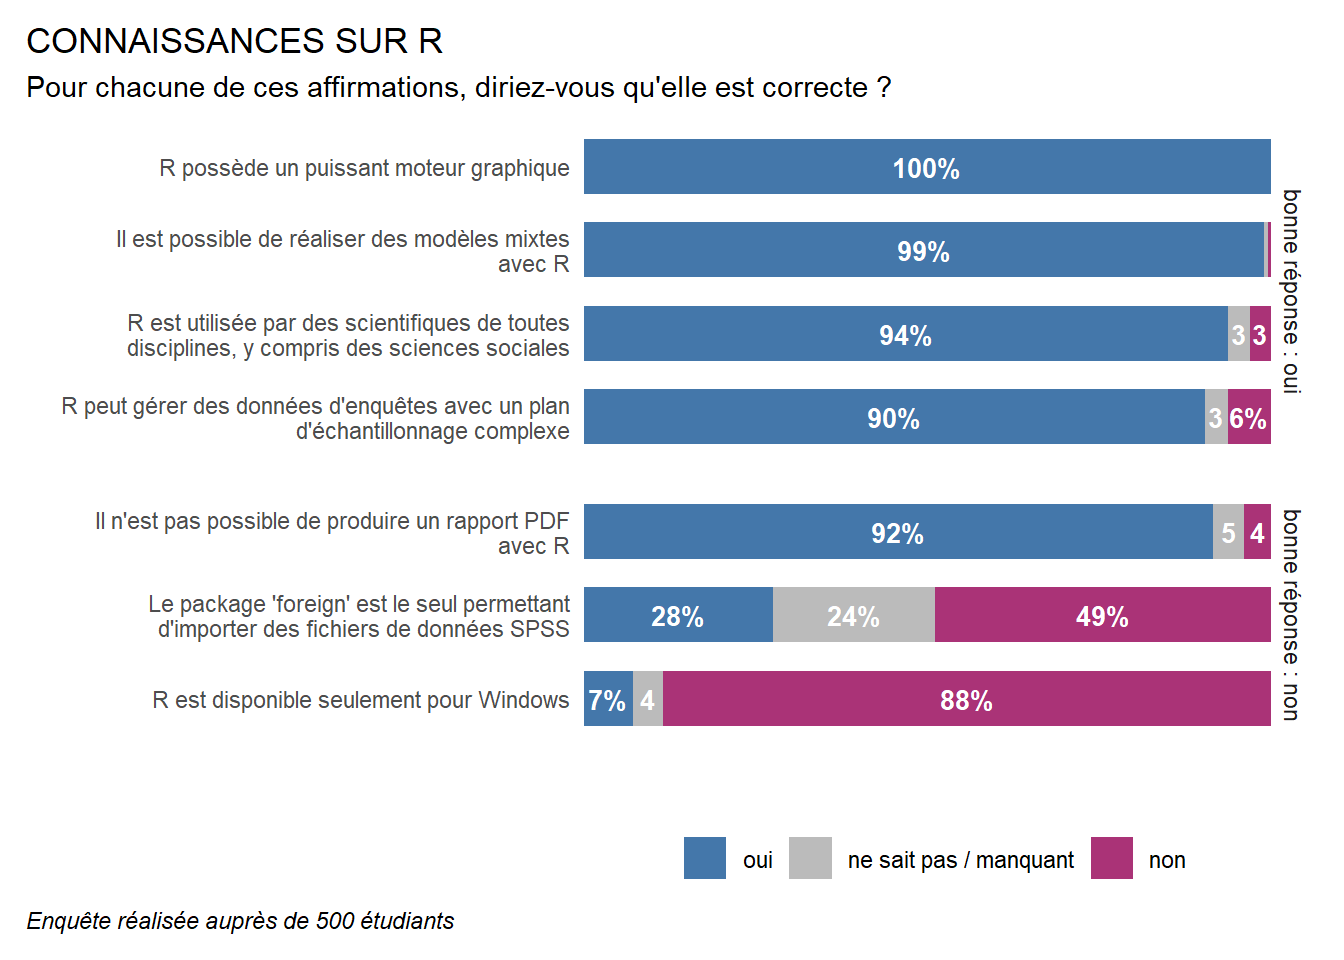 CONNAISSANCES SUR R
Pour chacune de ces affirmations, diriez-vous qu'elle est correcte ?
R possède un puissant moteur graphique
100%
Il est possible de réaliser des modèles mixtes
avec R
99%
R est utilisée par des scientifiques de toutes
disciplines, y compris des sciences sociales
94% 3 3
R peut gérer des données d'enquêtes avec un plan
d'échantillonnage complexe
90% 3 6%
bonne réponse : oui
Il n'est pas possible de produire un rapport PDF
avec R
92% 5 4
Le package 'foreign' est le seul permettant
d'importer des fichiers de données SPSS
28% 24% 49%
R est disponible seulement pour Windows
7% 4 88%
bonne réponse : non
oui ne sait pas / manquant non
Enquête réalisée auprès de 500 étudiants